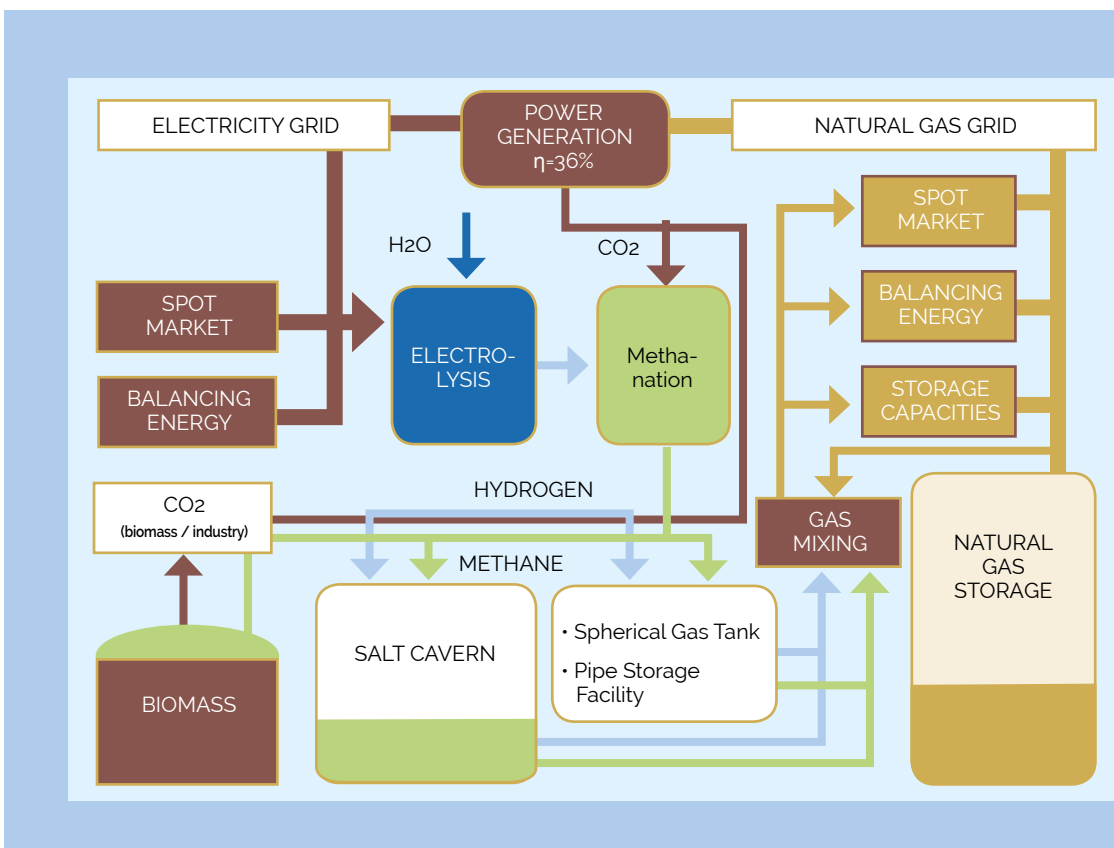 ELECTRICITY GRID
POWER
GENERATION
η=36%
NATURAL GAS GRID
SPOT
MARKET
H2O
CO2
BALANCING
ENERGY
SPOT
MARKET
ELECTRO-
LYSIS
Metha-
nation
BALANCING
ENERGY
STORAGE
CAPACITIES
CO2
(biomass / industry)
HYDROGEN
GAS
MIXING
METHANE
NATURAL
GAS
STORAGE
SALT CAVERN
• Spherical Gas Tank
• Pipe Storage
Facility
BIOMASS